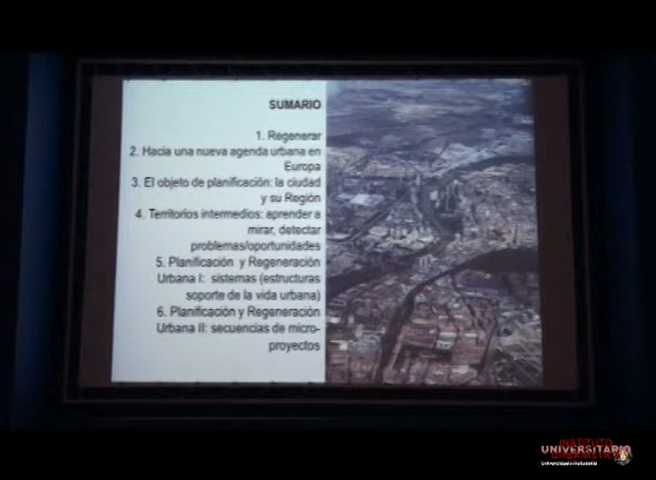 SUMARIO
1. Regenerar
2. Hacia una nueva agenda urbana en
Europa
3. El objeto de planificación: la ciudad
y su Región
4. Territorios intermedios: aprender a
mirar, detectar
problemas/oportunidades
5. Planificación y Regeneración
Urbana I: sistemas (estructuras
soporte de la vida urbana)
6. Planificación y Regeneración
Urbana II: secuencias de micro-
proyectos
INSTITUTO
UNIVERSITARIO